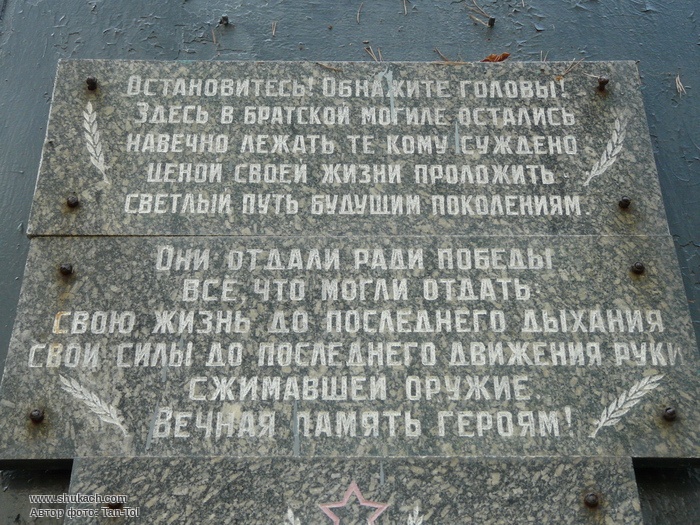 Остановитесь! Обнажите головы!
Здесь в братской могиле остались
навечно лежать те кому суждено
ценой своей жизни проложить
светлый путь будущим поколениям.
Они отдали ради победы
все, что могли отдать:
свою жизнь до последнего дыхания
свои силы до последнего движения руки
сжимавшей оружие.
Вечная память героям!
www.shukach.com
Автор фото: Tan-Tol